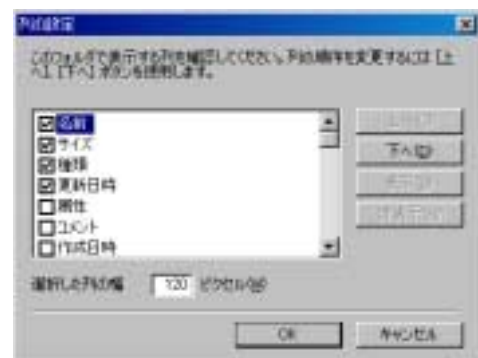 列の設定
このフォルダで表示する列を確認してください。列の順序を変更するには [上
へ]、[下へ] ボタンを使用します。
名前
サイズ
種類
更新日時
属性
コメント
作成日時
上へ(U)
下へ(D)
表示(S)
選択した列の幅 120 ピクセル(W)
OK
キャンセル